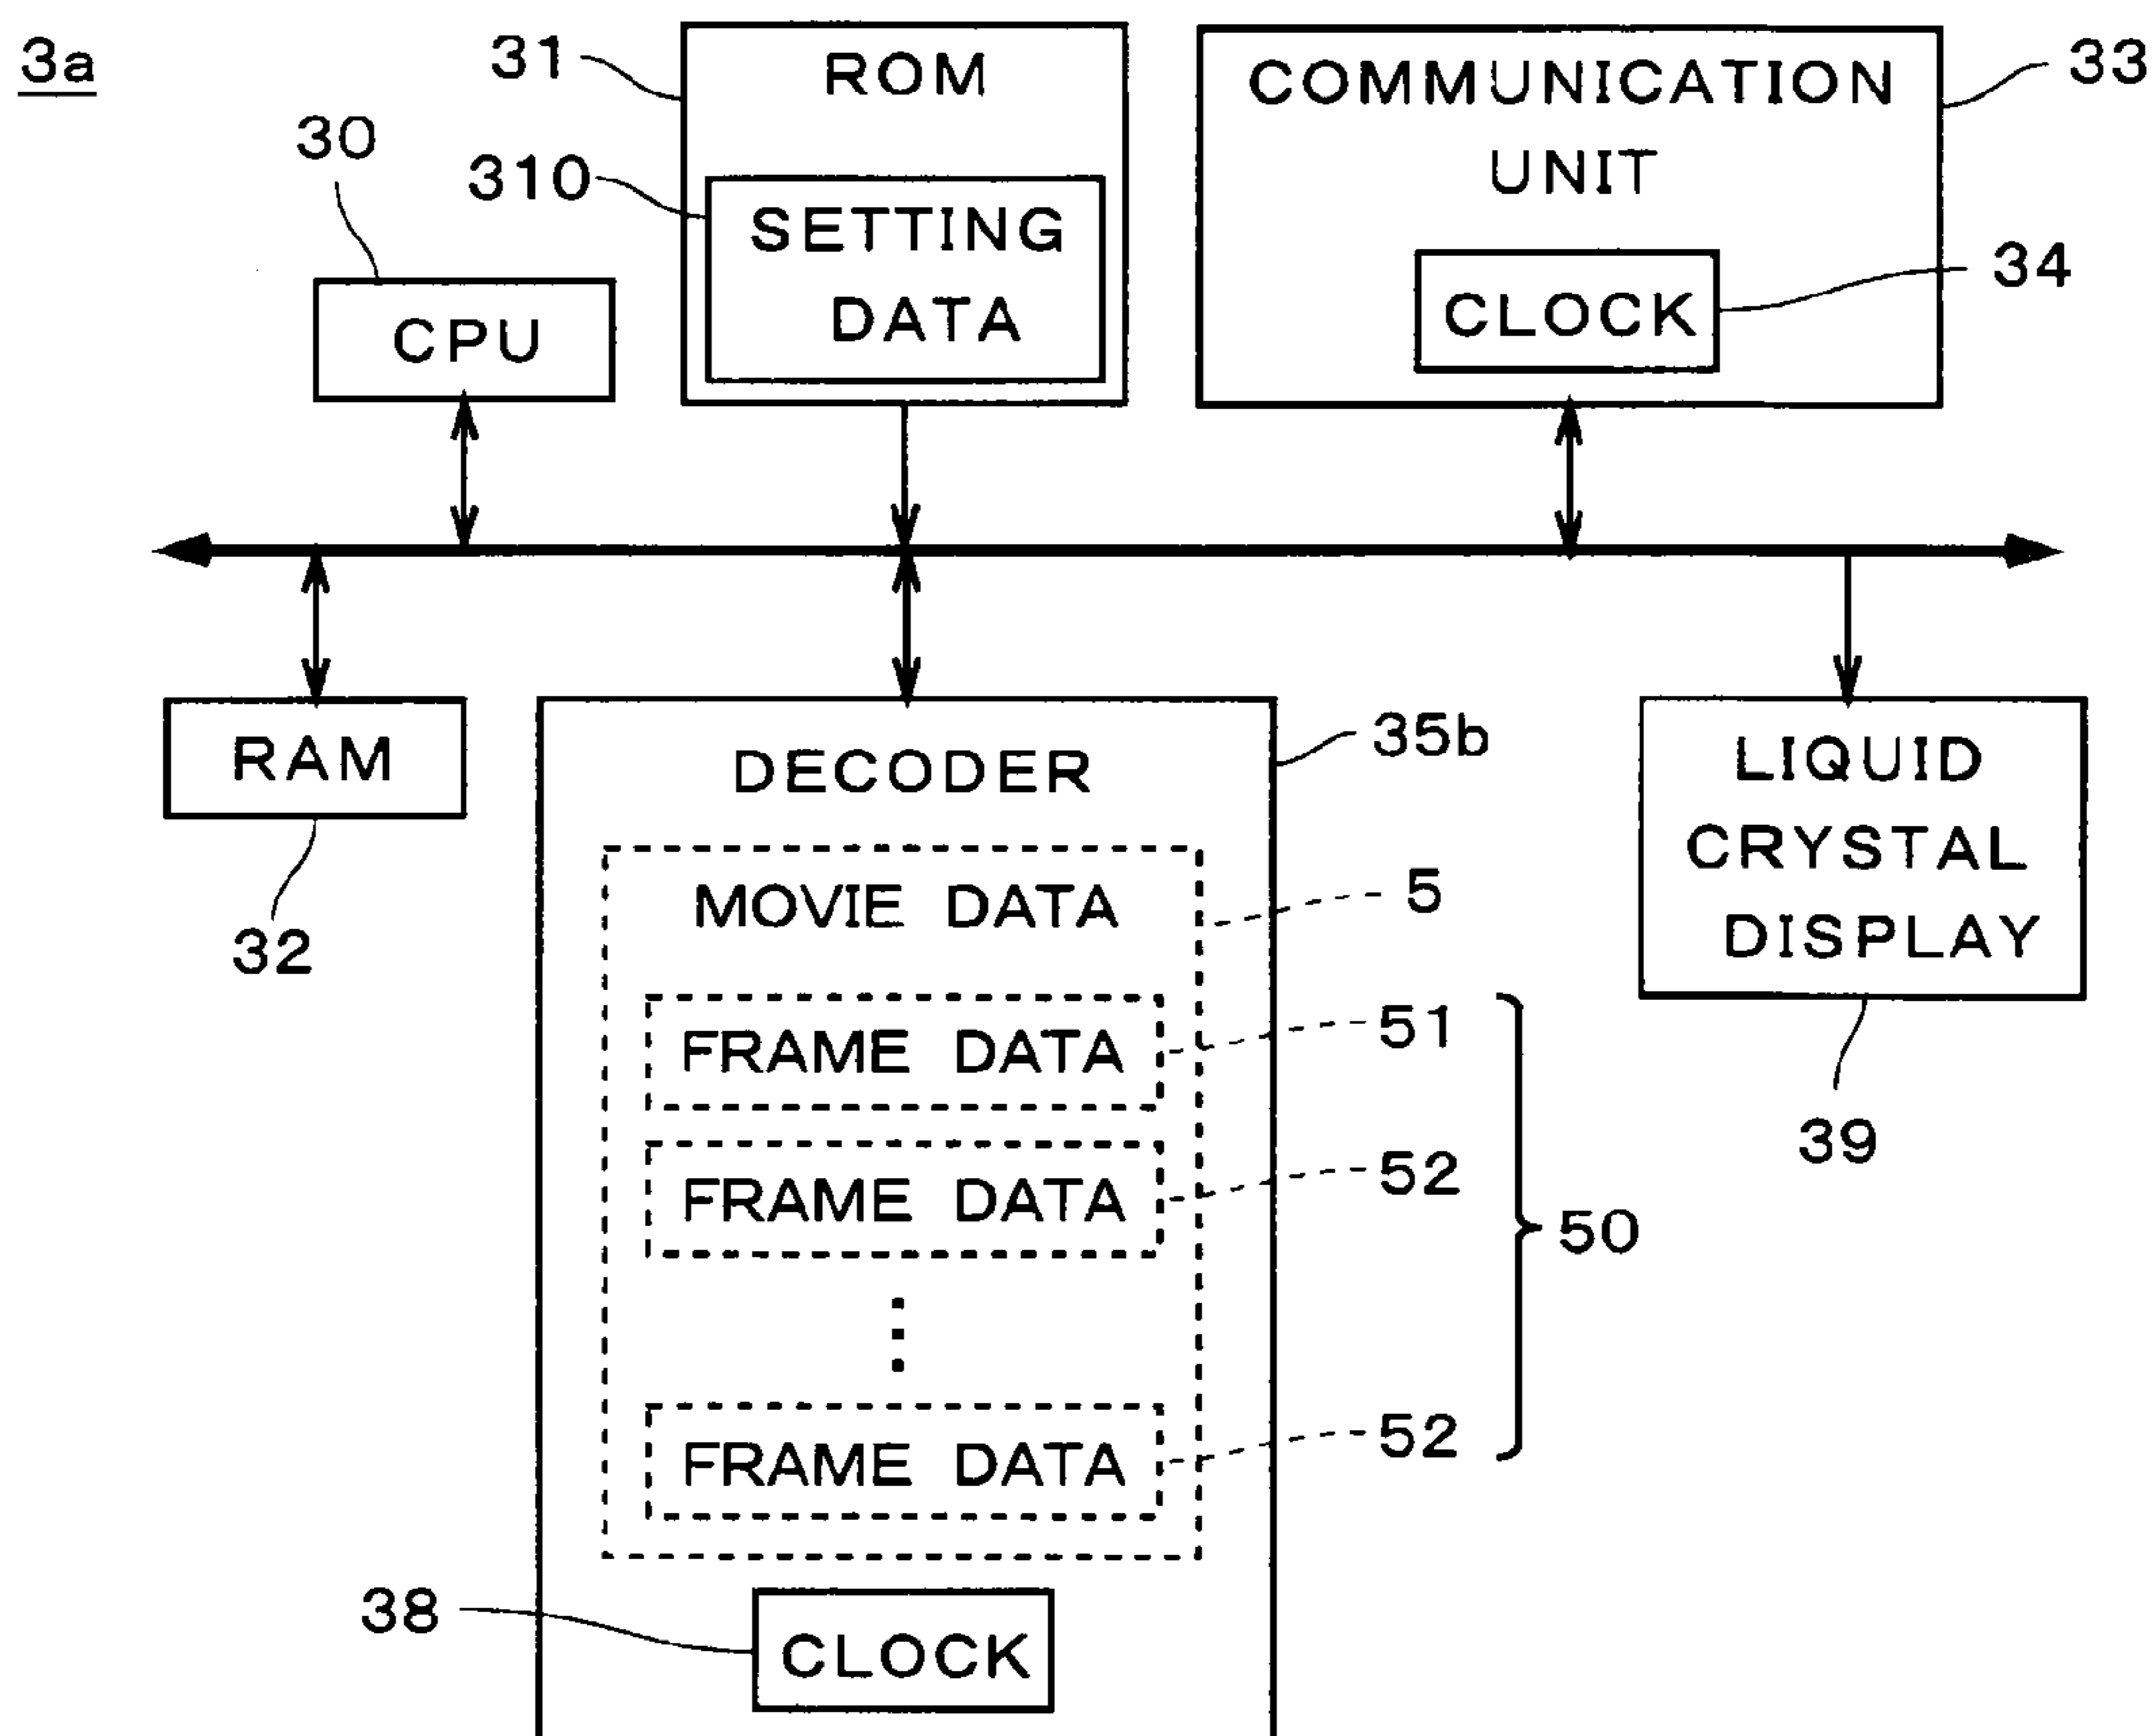 3a
31
ROM
COMMUNICATION
UNIT
33
30
310
SETTING
DATA
34
CLOCK
CPU
RAM
32
DECODER
35b
LIQUID
CRYSTAL
DISPLAY
39
MOVIE DATA
5
FRAME DATA
51
FRAME DATA
52
50
FRAME DATA
52
38
CLOCK